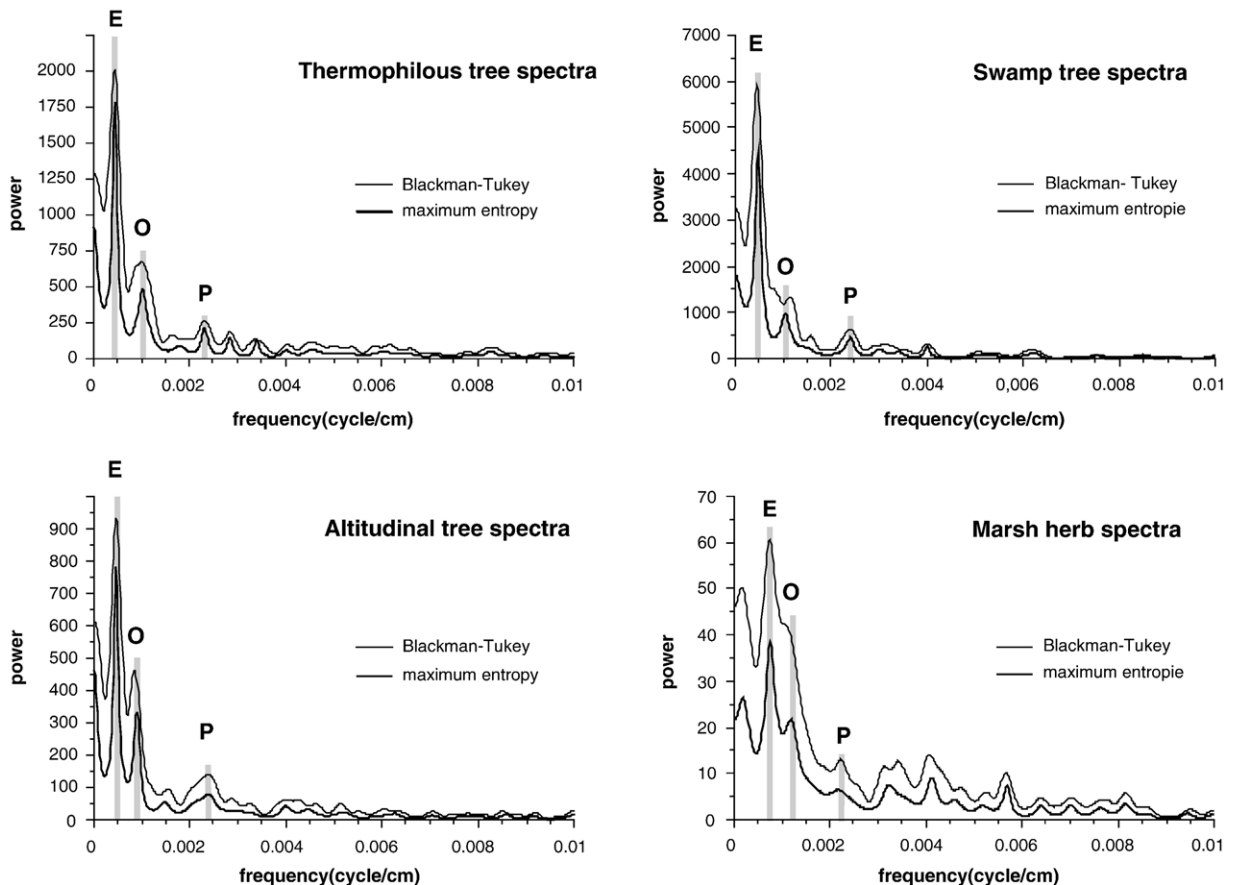 E
Thermophilous tree spectra
2000
1750
1500
1250
1000
750
500
250
0
power
O
P
Blackman-Tukey
maximum entropy
0 0.002 0.004 0.006 0.008 0.01
frequency(cycle/cm)
7000
6000
5000
4000
3000
2000
1000
0
power
E
Swamp tree spectra
O
P
Blackman- Tukey
maximum entropie
0 0.002 0.004 0,006 0.008 0.01
frequency(cycle/cm)
E
Altitudinal tree spectra
900
800
700
600
500
400
300
200
100
0
power
O
P
Blackman-Tukey
maximum entropy
0 0.002 0.004 0.006 0.008 0.01
frequency(cycle/cm)
70
60
50
40
30
20
10
0
power
E
Marsh herb spectra
O
P
Blackman-Tukey
maximum entropie
0 0.002 0.004 0.006 0.008 0.01
frequency(cycle/cm)